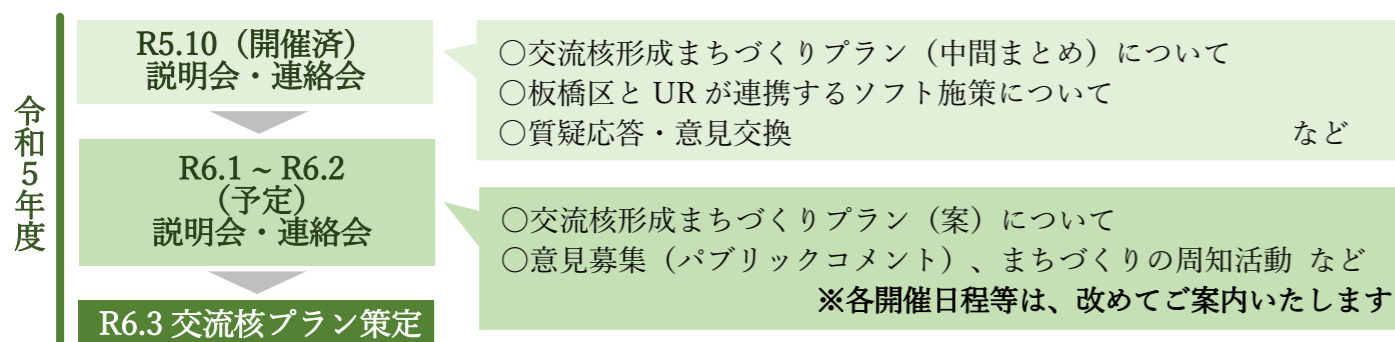 令和5年度
R5.10（開催済）
説明会・連絡会
○交流核形成まちづくりプラン（中間まとめ）について
○板橋区と UR が連携するソフト施策について
○質疑応答・意見交換 など
R6.1 ~ R6.2
（予定）
説明会・連絡会
○交流核形成まちづくりプラン（案）について
○意見募集（パブリックコメント）、まちづくりの周知活動 など
※各開催日程等は、改めてご案内いたします
R6.3 交流核プラン策定